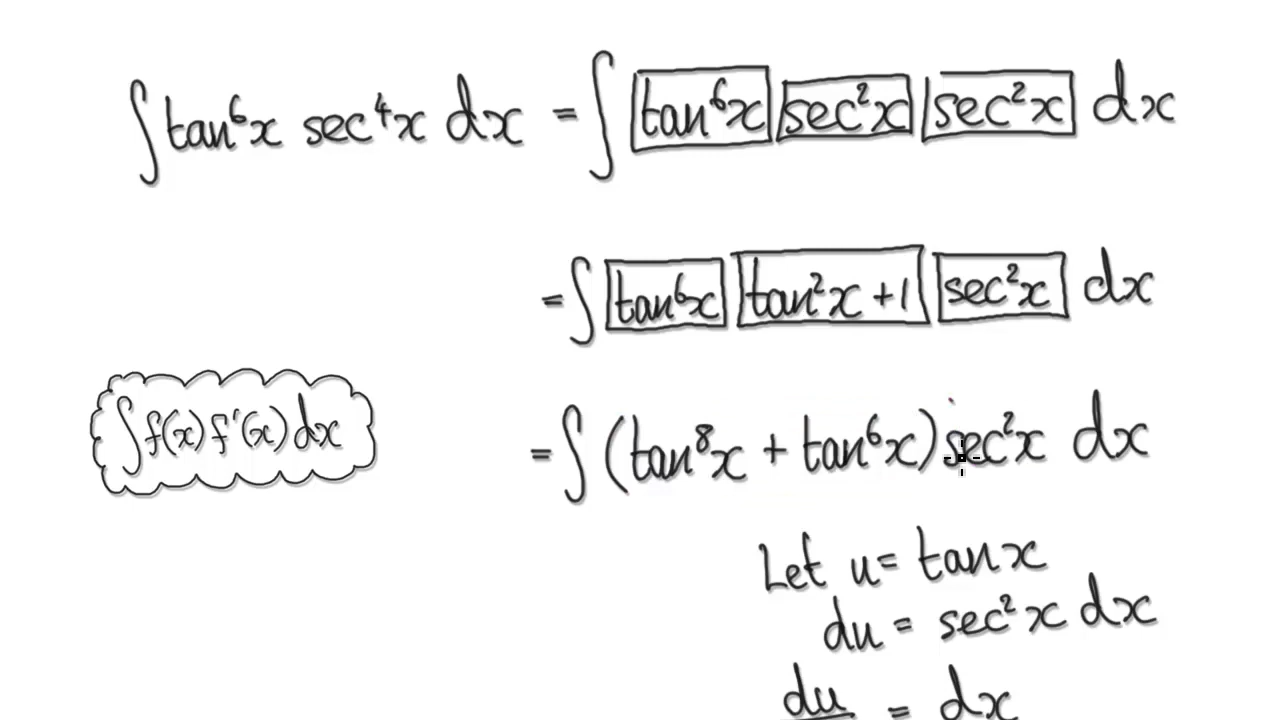 ∫tan⁶x sec⁴x dx = ∫ tan⁶x sec²x sec²x dx
= ∫ tan⁶x tan²x +1 sec²x dx
∫f(x) f'(x) dx
= ∫(tan⁸x + tan⁶x) sec²x dx
Let u = tan x
du = sec²x dx
du = dx